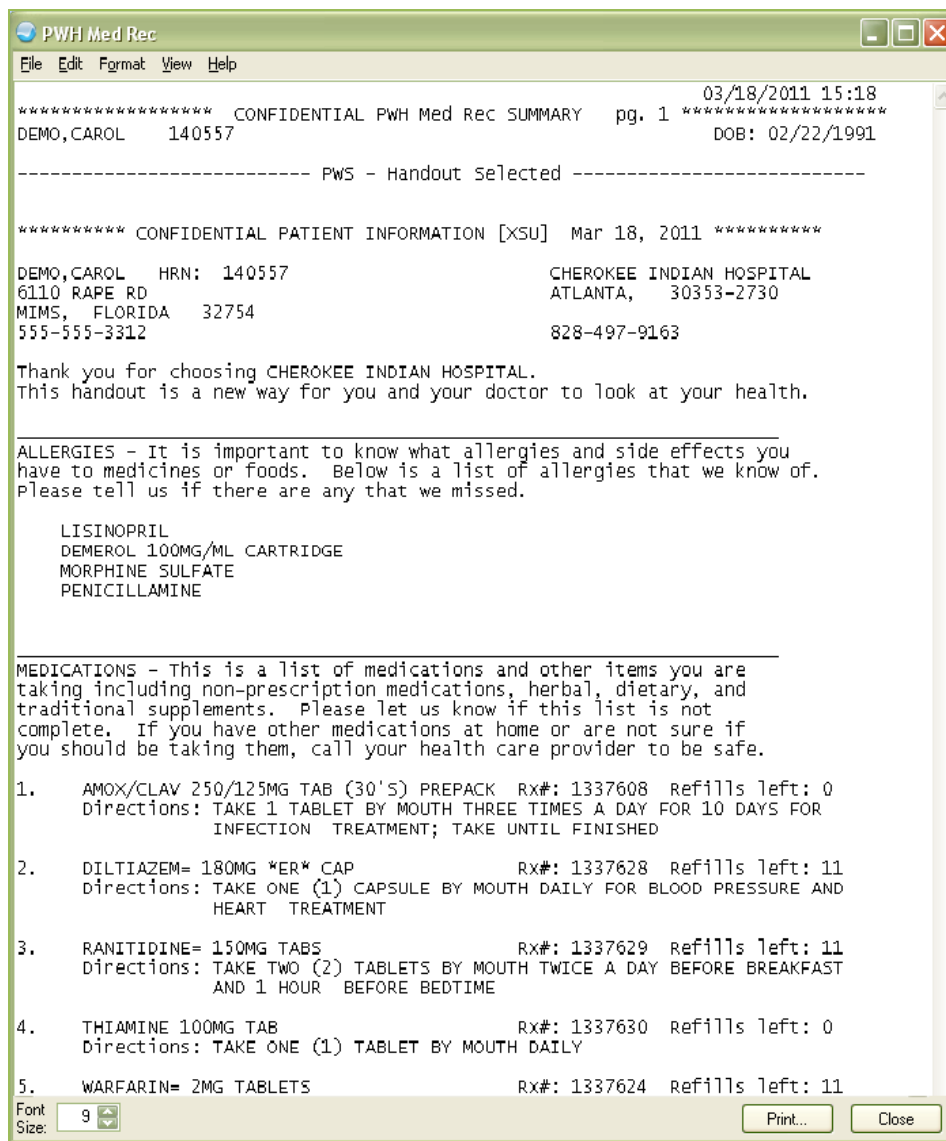 PWH Med Rec
File Edit Format View Help
03/18/2011 15:18
****************** CONFIDENTIAL PWH Med Rec SUMMARY pg. 1 *******************
DEMO,CAROL 140557 DOB: 02/22/1991
--------------------------- PWS - Handout Selected ---------------------------
********** CONFIDENTIAL PATIENT INFORMATION [XSU] Mar 18, 2011 **********
DEMO,CAROL HRN: 140557 CHEROKEE INDIAN HOSPITAL
6110 RAPE RD ATLANTA, 30353-2730
MIMS, FLORIDA 32754
555-555-3312 828-497-9163
Thank you for choosing CHEROKEE INDIAN HOSPITAL.
This handout is a new way for you and your doctor to look at your health.
ALLERGIES - It is important to know what allergies and side effects you
have to medicines or foods. Below is a list of allergies that we know of.
Please tell us if there are any that we missed.
LISINOPRIL
DEMEROL 100MG/ML CARTRIDGE
MORPHINE SULFATE
PENICILLAMINE
MEDICATIONS - This is a list of medications and other items you are
taking including non-prescription medications, herbal, dietary, and
traditional supplements. Please let us know if this list is not
complete. If you have other medications at home or are not sure if
you should be taking them, call your health care provider to be safe.
1. AMOX/CLAV 250/125MG TAB (30'S) PREPACK Rx#: 1337608 Refills left: 0
Directions: TAKE 1 TABLET BY MOUTH THREE TIMES A DAY FOR 10 DAYS FOR
INFECTION TREATMENT; TAKE UNTIL FINISHED
2. DILTIAZEM= 180MG *ER* CAP Rx#: 1337628 Refills left: 11
Directions: TAKE ONE (1) CAPSULE BY MOUTH DAILY FOR BLOOD PRESSURE AND
HEART TREATMENT
3. RANITIDINE= 150MG TABS Rx#: 1337629 Refills left: 11
Directions: TAKE TWO (2) TABLETS BY MOUTH TWICE A DAY BEFORE BREAKFAST
AND 1 HOUR BEFORE BEDTIME
4. THIAMINE 100MG TAB Rx#: 1337630 Refills left: 0
Directions: TAKE ONE (1) TABLET BY MOUTH DAILY
5. WARFARIN= 2MG TABLETS Rx#: 1337624 Refills left: 11
Font Size: 9 Print... Close